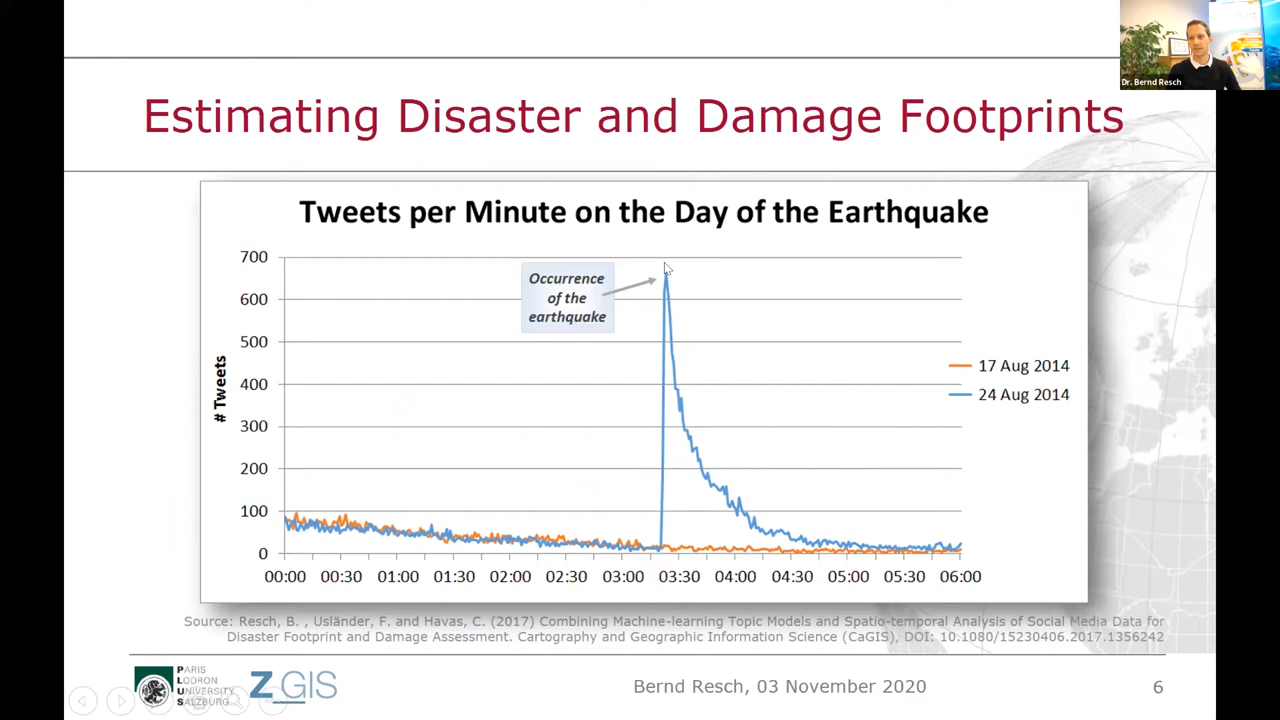 Dr. Bernd Resch
Estimating Disaster and Damage Footprints
Tweets per Minute on the Day of the Earthquake
# Tweets
700
600
500
400
300
200
100
0
Occurrence
of the
earthquake
17 Aug 2014
24 Aug 2014
00:00 00:30 01:00 01:30 02:00 02:30 03:00 03:30 04:00 04:30 05:00 05:30 06:00
Source: Resch, B. , Usländer, F. and Havas, C. (2017) Combining Machine-learning Topic Models and Spatio-temporal Analysis of Social Media Data for
Disaster Footprint and Damage Assessment. Cartography and Geographic Information Science (CaGIS), DOI: 10.1080/15230406.2017.1356242
PARIS
LODRON
UNIVERSITY
SALZBURG
Z_GIS
Bernd Resch, 03 November 2020
6